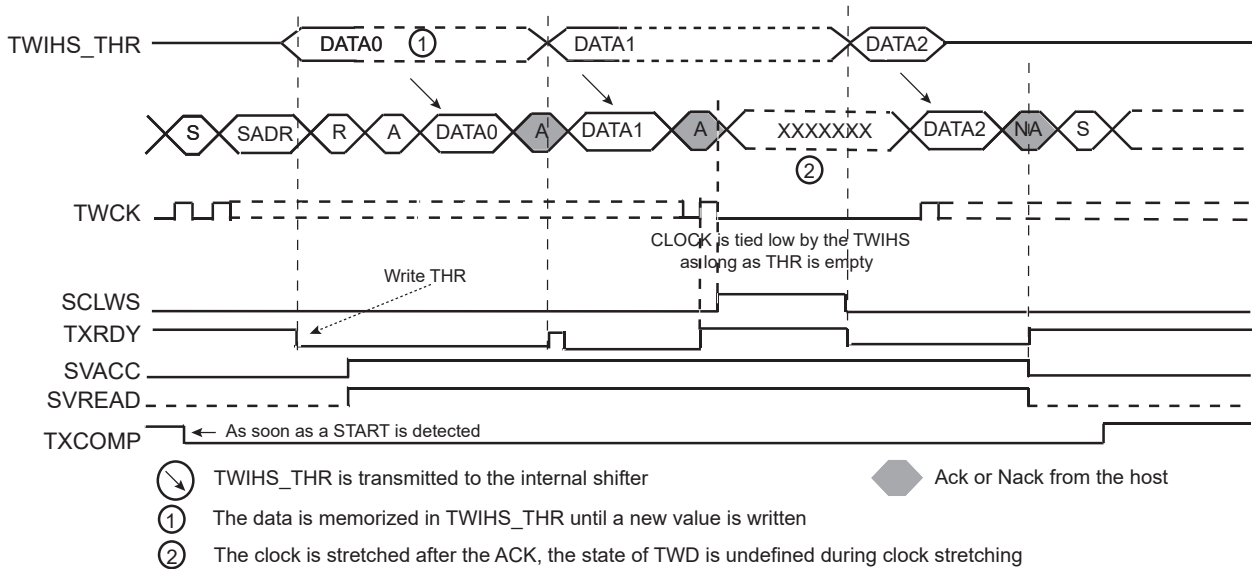 TWIHS_THR DATA0 1 DATA1 DATA2
S SADR R A DATA0 A DATA1 A XXXXXXX DATA2 NA S
2
TWCK
CLOCK is tied low by the TWIHS
as long as THR is empty
Write THR
SCLWS
TXRDY
SVACC
SVREAD
TXCOMP As soon as a START is detected
TWIHS_THR is transmitted to the internal shifter Ack or Nack from the host
1 The data is memorized in TWIHS_THR until a new value is written
2 The clock is stretched after the ACK, the state of TWD is undefined during clock stretching